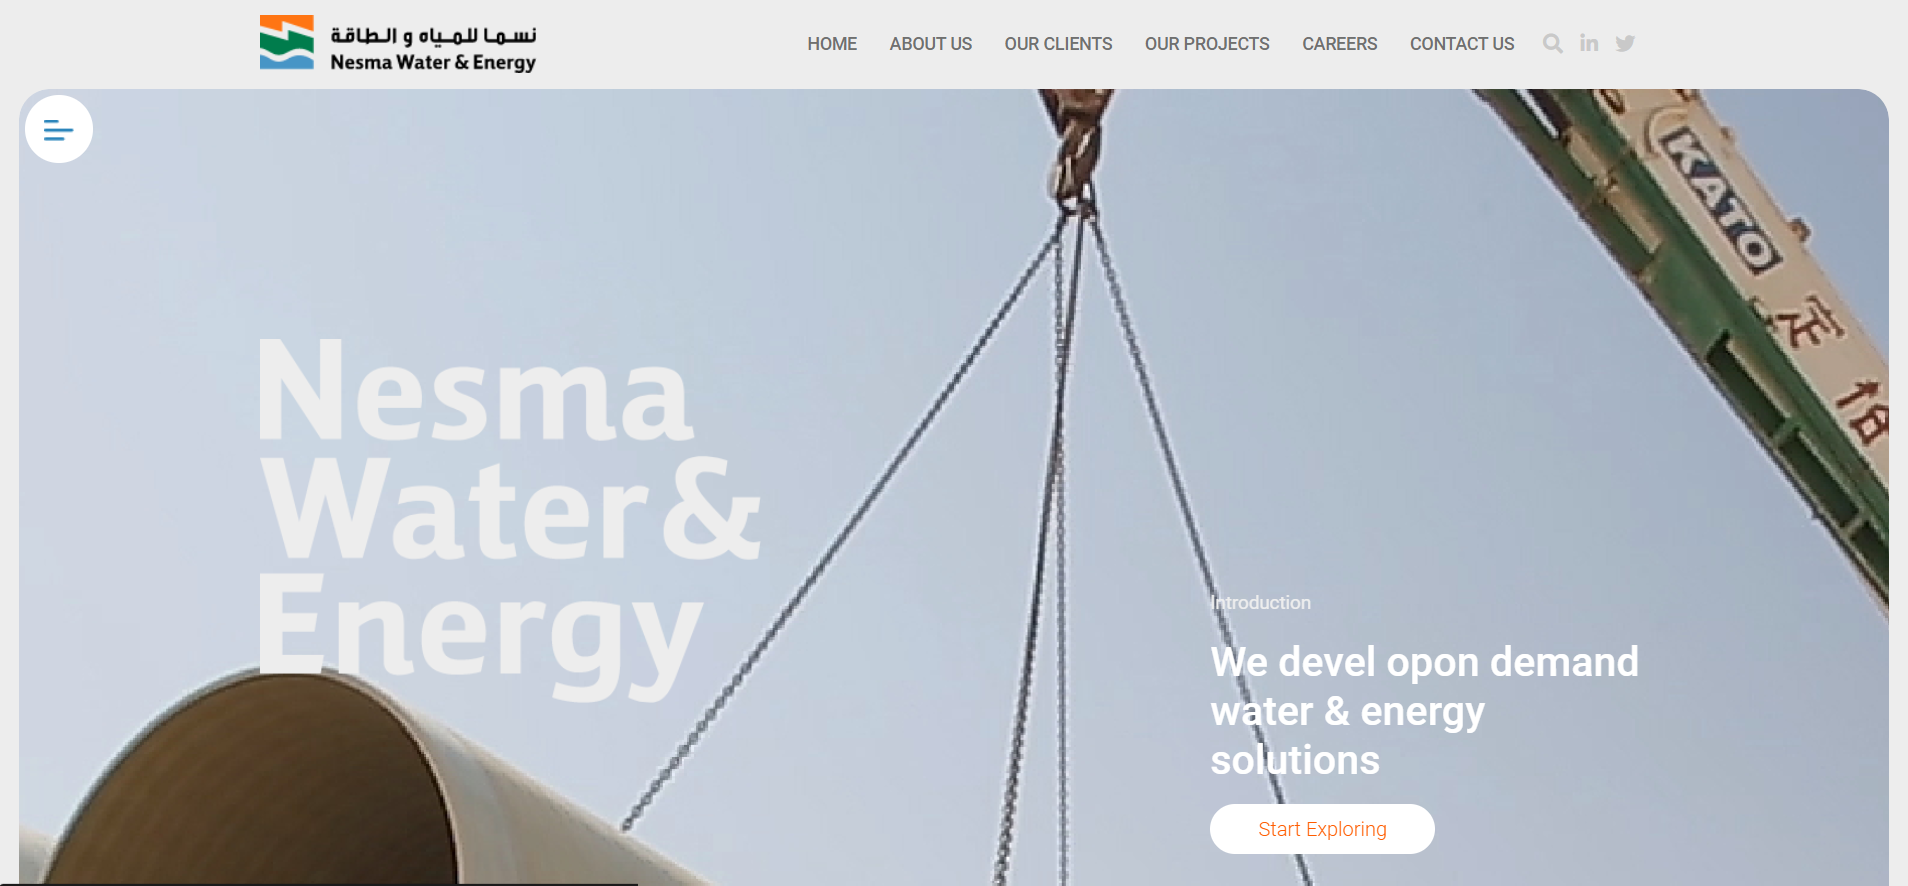 نسما للمياه و الطاقة
Nesma Water & Energy
HOME ABOUT US OUR CLIENTS OUR PROJECTS CAREERS CONTACT US
KATO
定
Nesma
Water &
Energy
Introduction
We devel opon demand
water & energy
solutions
Start Exploring